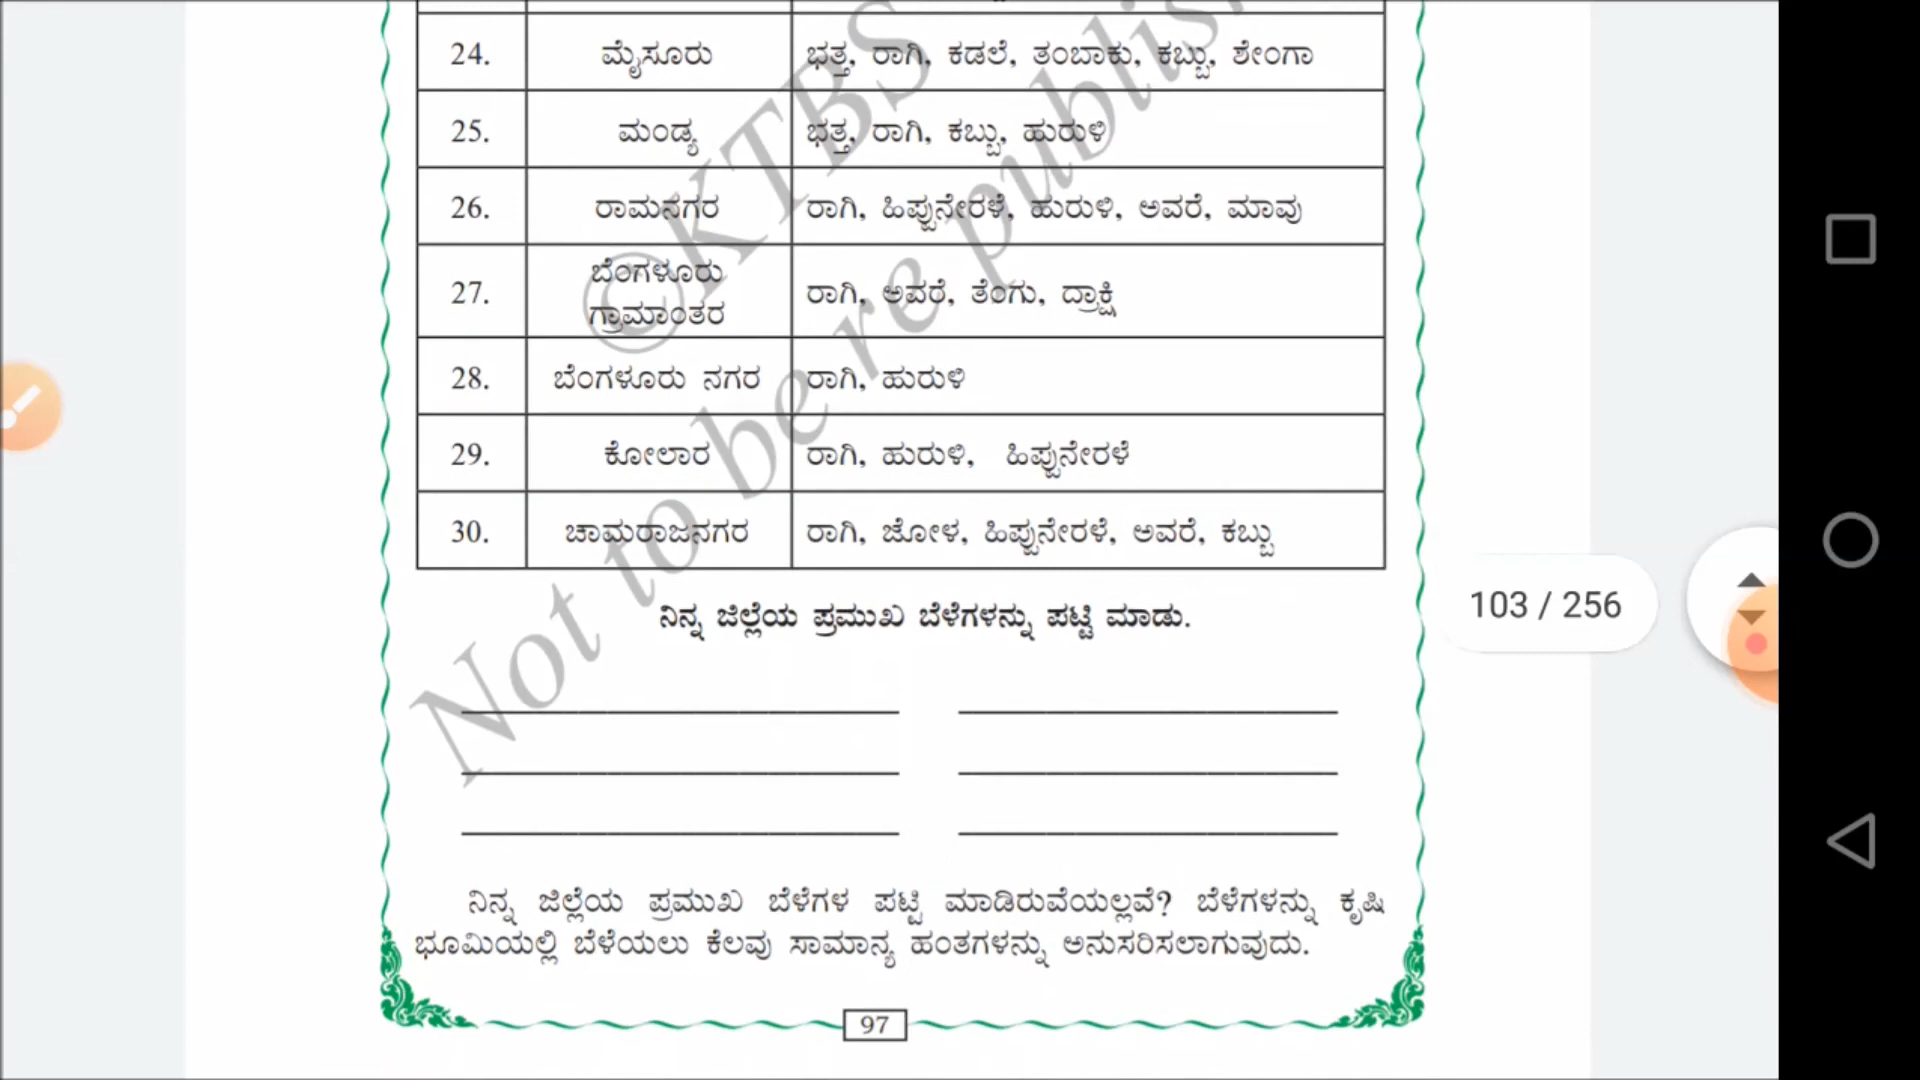 24. ಮೈಸೂರು ಭತ್ತ, ರಾಗಿ, ಕಡಲೆ, ತಂಬಾಕು, ಕಬ್ಬು, ಶೇಂಗಾ
25. ಮಂಡ್ಯ ಭತ್ತ, ರಾಗಿ, ಕಬ್ಬು, ಹುರುಳಿ
26. ರಾಮನಗರ ರಾಗಿ, ಹಿಪ್ಪುನೇರಳೆ, ಹುರುಳಿ, ಅವರೆ, ಮಾವು
27. ಬೆಂಗಳೂರು
ಗ್ರಾಮಾಂತರ ರಾಗಿ, ಅವರೆ, ತೆಂಗು, ದ್ರಾಕ್ಷಿ
28. ಬೆಂಗಳೂರು ನಗರ ರಾಗಿ, ಹುರುಳಿ
29. ಕೋಲಾರ ರಾಗಿ, ಹುರುಳಿ, ಹಿಪ್ಪುನೇರಳೆ
30. ಚಾಮರಾಜನಗರ ರಾಗಿ, ಜೋಳ, ಹಿಪ್ಪುನೇರಳೆ, ಅವರೆ, ಕಬ್ಬು
ನಿನ್ನ ಜಿಲ್ಲೆಯ ಪ್ರಮುಖ ಬೆಳೆಗಳನ್ನು ಪಟ್ಟಿ ಮಾಡು.
ನಿನ್ನ ಜಿಲ್ಲೆಯ ಪ್ರಮುಖ ಬೆಳೆಗಳ ಪಟ್ಟಿ ಮಾಡಿರುವೆಯಲ್ಲವೆ? ಬೆಳೆಗಳನ್ನು ಕೃಷಿ
ಭೂಮಿಯಲ್ಲಿ ಬೆಳೆಯಲು ಕೆಲವು ಸಾಮಾನ್ಯ ಹಂತಗಳನ್ನು ಅನುಸರಿಸಲಾಗುವುದು.
97
©KTBS
Not to be re publis
103 / 256